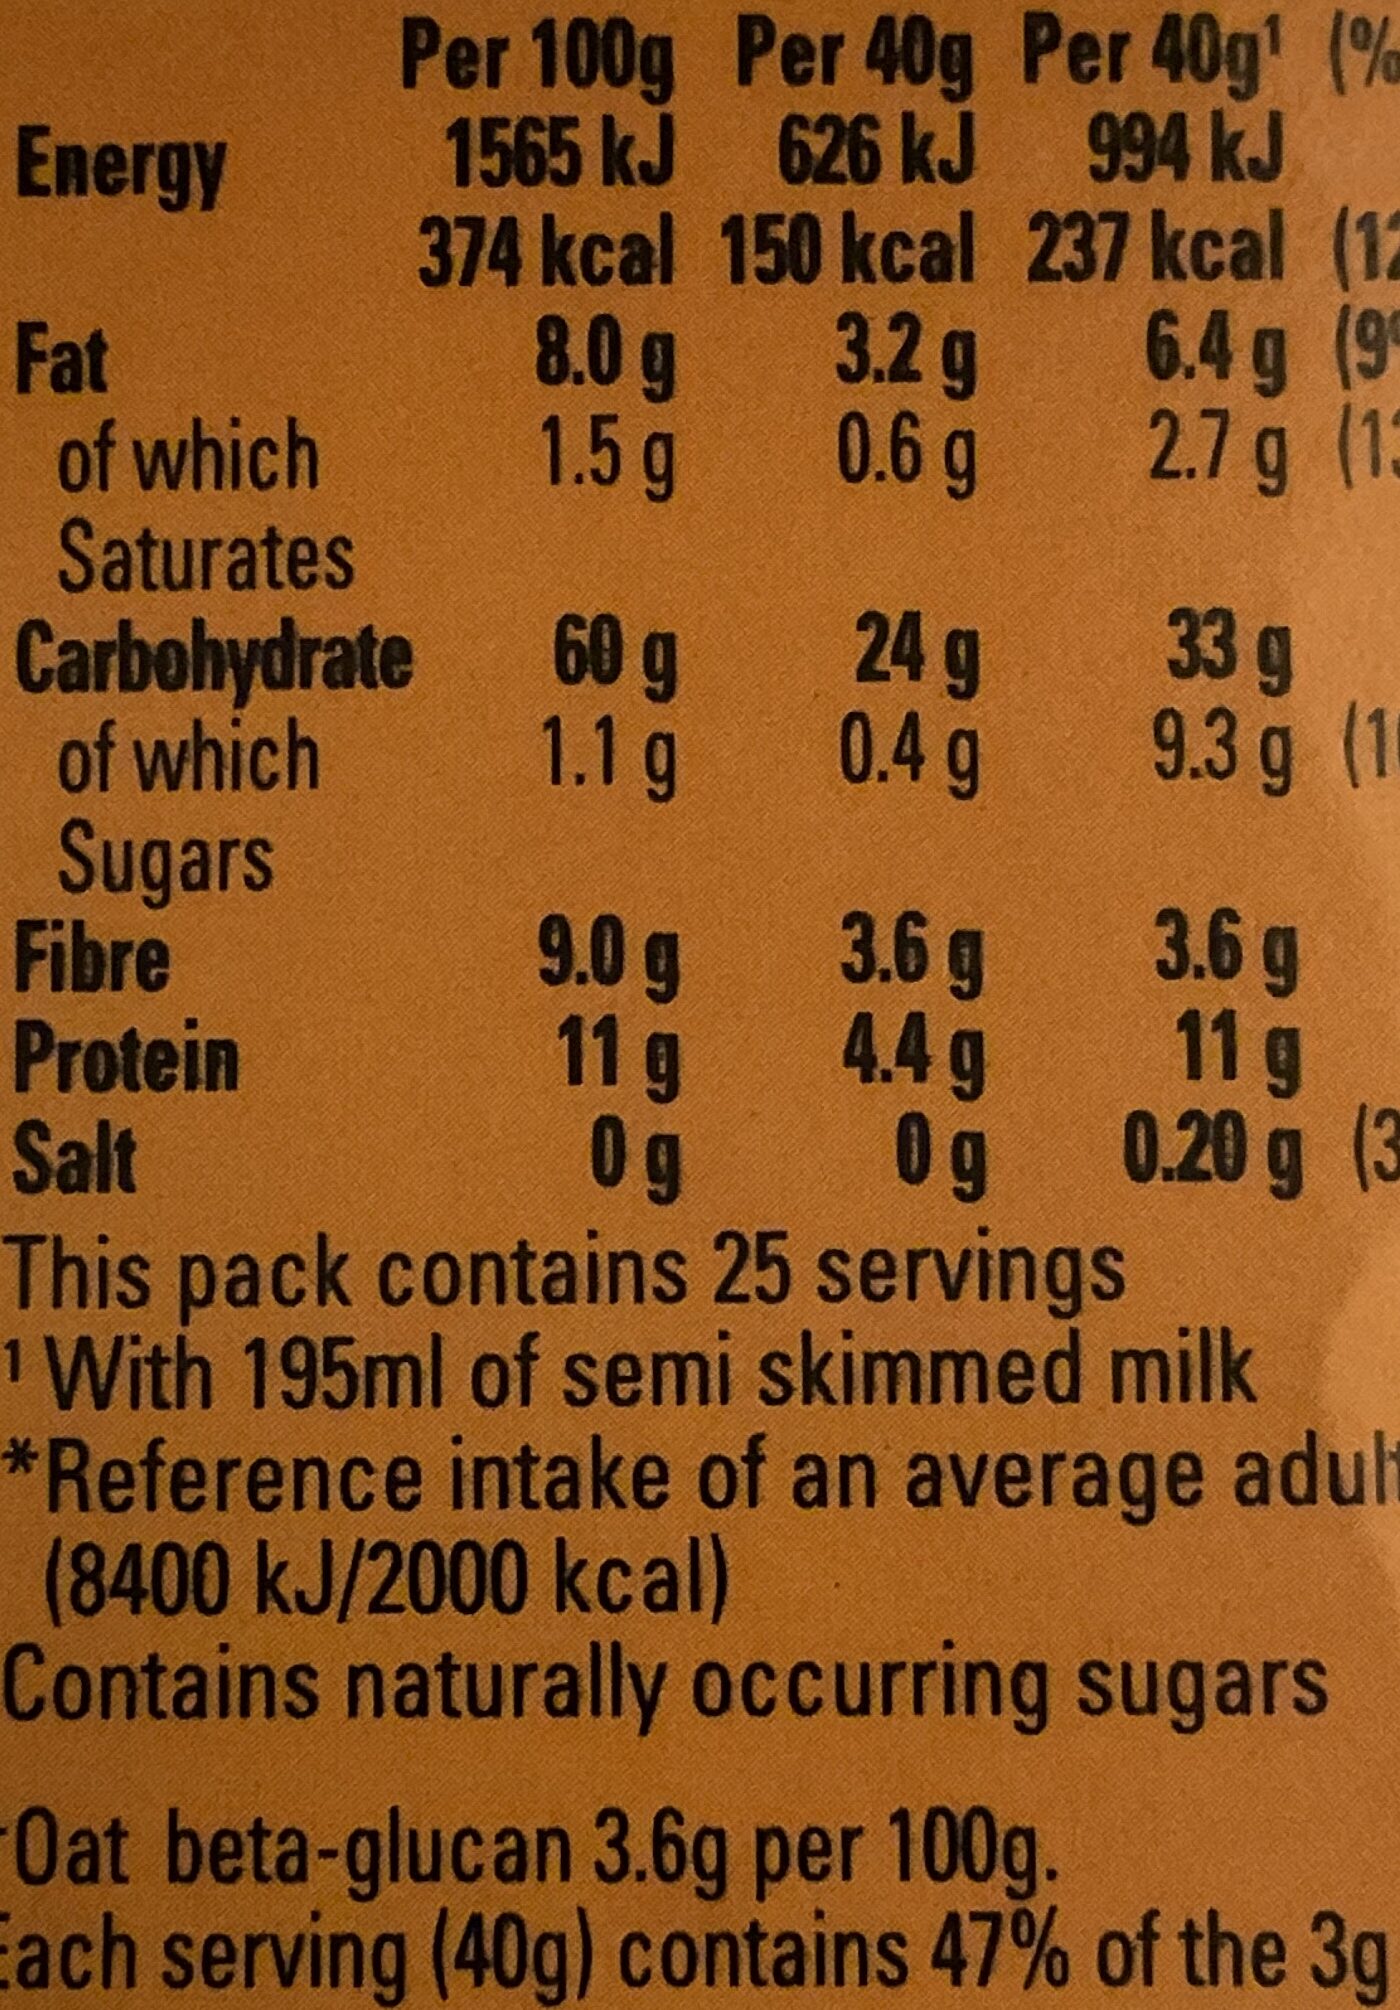 Per 100g Per 40g Per 40g¹ (%
Energy 1565 kJ 626 kJ 994 kJ
374 kcal 150 kcal 237 kcal (12
Fat 8.0 g 3.2 g 6.4 g (9
of which 1.5 g 0.6 g 2.7 g (1
Saturates
Carbohydrate 60 g 24 g 33 g
of which 1.1 g 0.4 g 9.3 g (1
Sugars
Fibre 9.0 g 3.6 g 3.6 g
Protein 11 g 4.4 g 11 g
Salt 0 g 0 g 0.20 g (3
This pack contains 25 servings
¹ With 195ml of semi skimmed milk
*Reference intake of an average adult
(8400 kJ/2000 kcal)
Contains naturally occurring sugars
Oat beta-glucan 3.6g per 100g.
Each serving (40g) contains 47% of the 3g